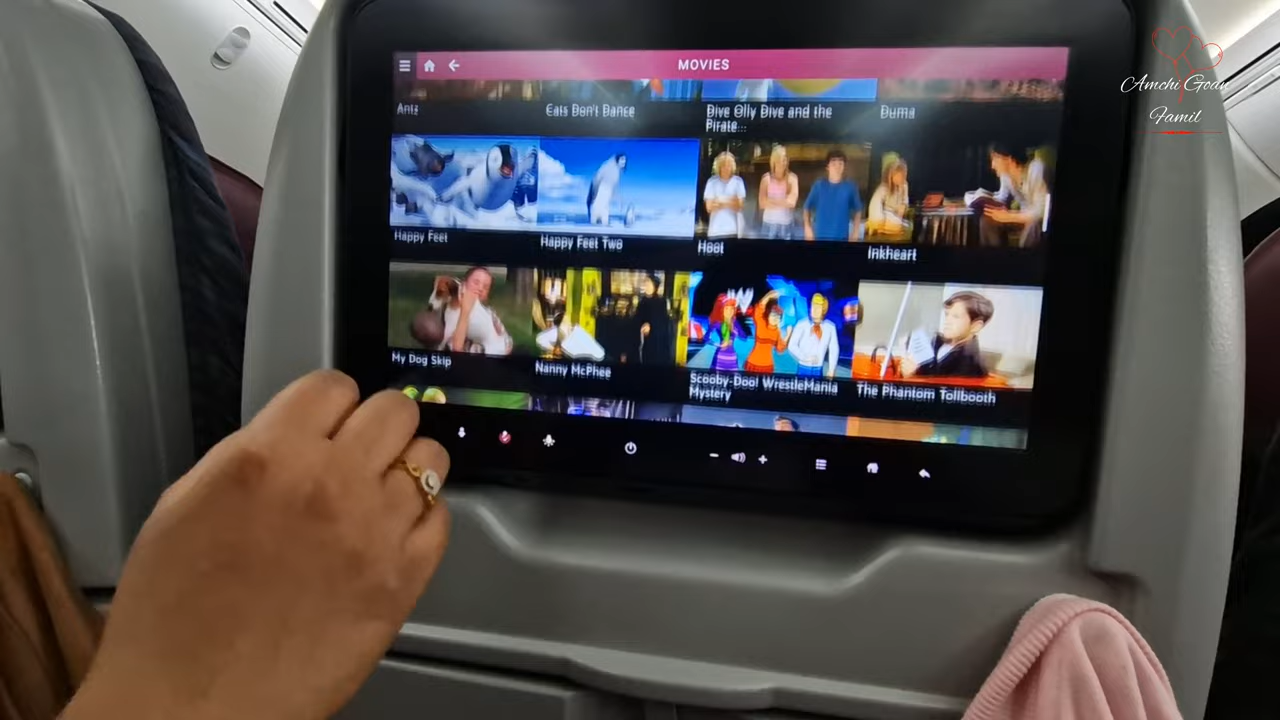 MOVIES
Antz
Cats Don't Dance
Dive Olly Dive and the
Pirate...
Duma
Happy Feet
Happy Feet Two
Hoot
Inkheart
My Dog Skip
Nanny McPhee
Scooby-Doo! WrestleMania
Mystery
The Phantom Tollbooth
Amchi Goan
Famil